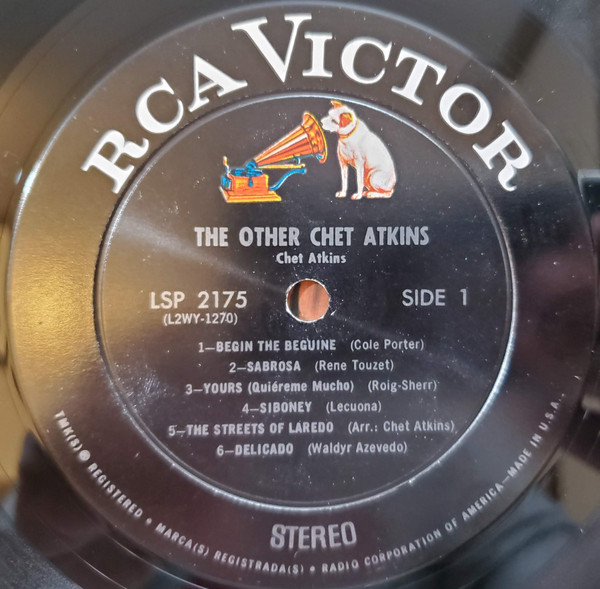 RCA VICTOR
THE OTHER CHET ATKINS
Chet Atkins
LSP 2175
(L2WY-1270)
SIDE 1
1—BEGIN THE BEGUINE (Cole Porter)
2—SABROSA (Rene Touzet)
3—YOURS (Quiéreme Mucho) (Roig-Sherr)
4—SIBONEY (Lecuona)
5—THE STREETS OF LAREDO (Arr.: Chet Atkins)
6—DELICADO (Waldyr Azevedo)
STEREO
TMK(S) ® REGISTERED • MARCA(S) REGISTRADA(S) • RADIO CORPORATION OF AMERICA—MADE IN U.S.A.